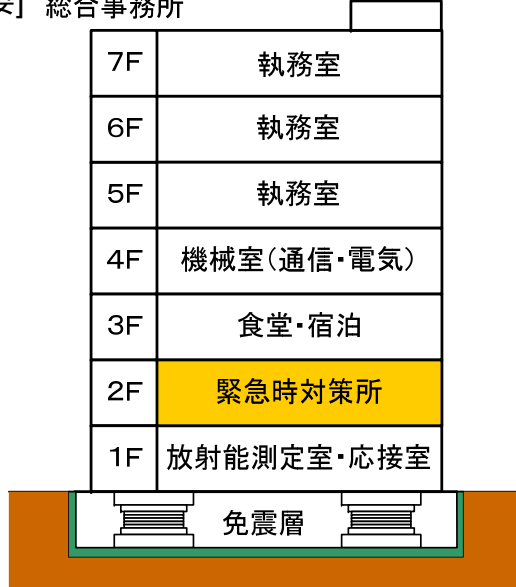 ] 総合事務所
7F 執務室
6F 執務室
5F 執務室
4F 機械室(通信・電気)
3F 食堂・宿泊
2F 緊急時対策所
1F 放射能測定室・応接室
免震層